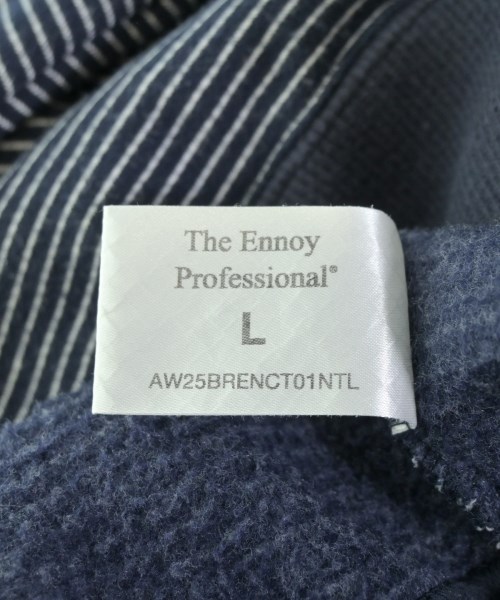 The Ennoy
Professional®
L
AW25BRENCT01NTL